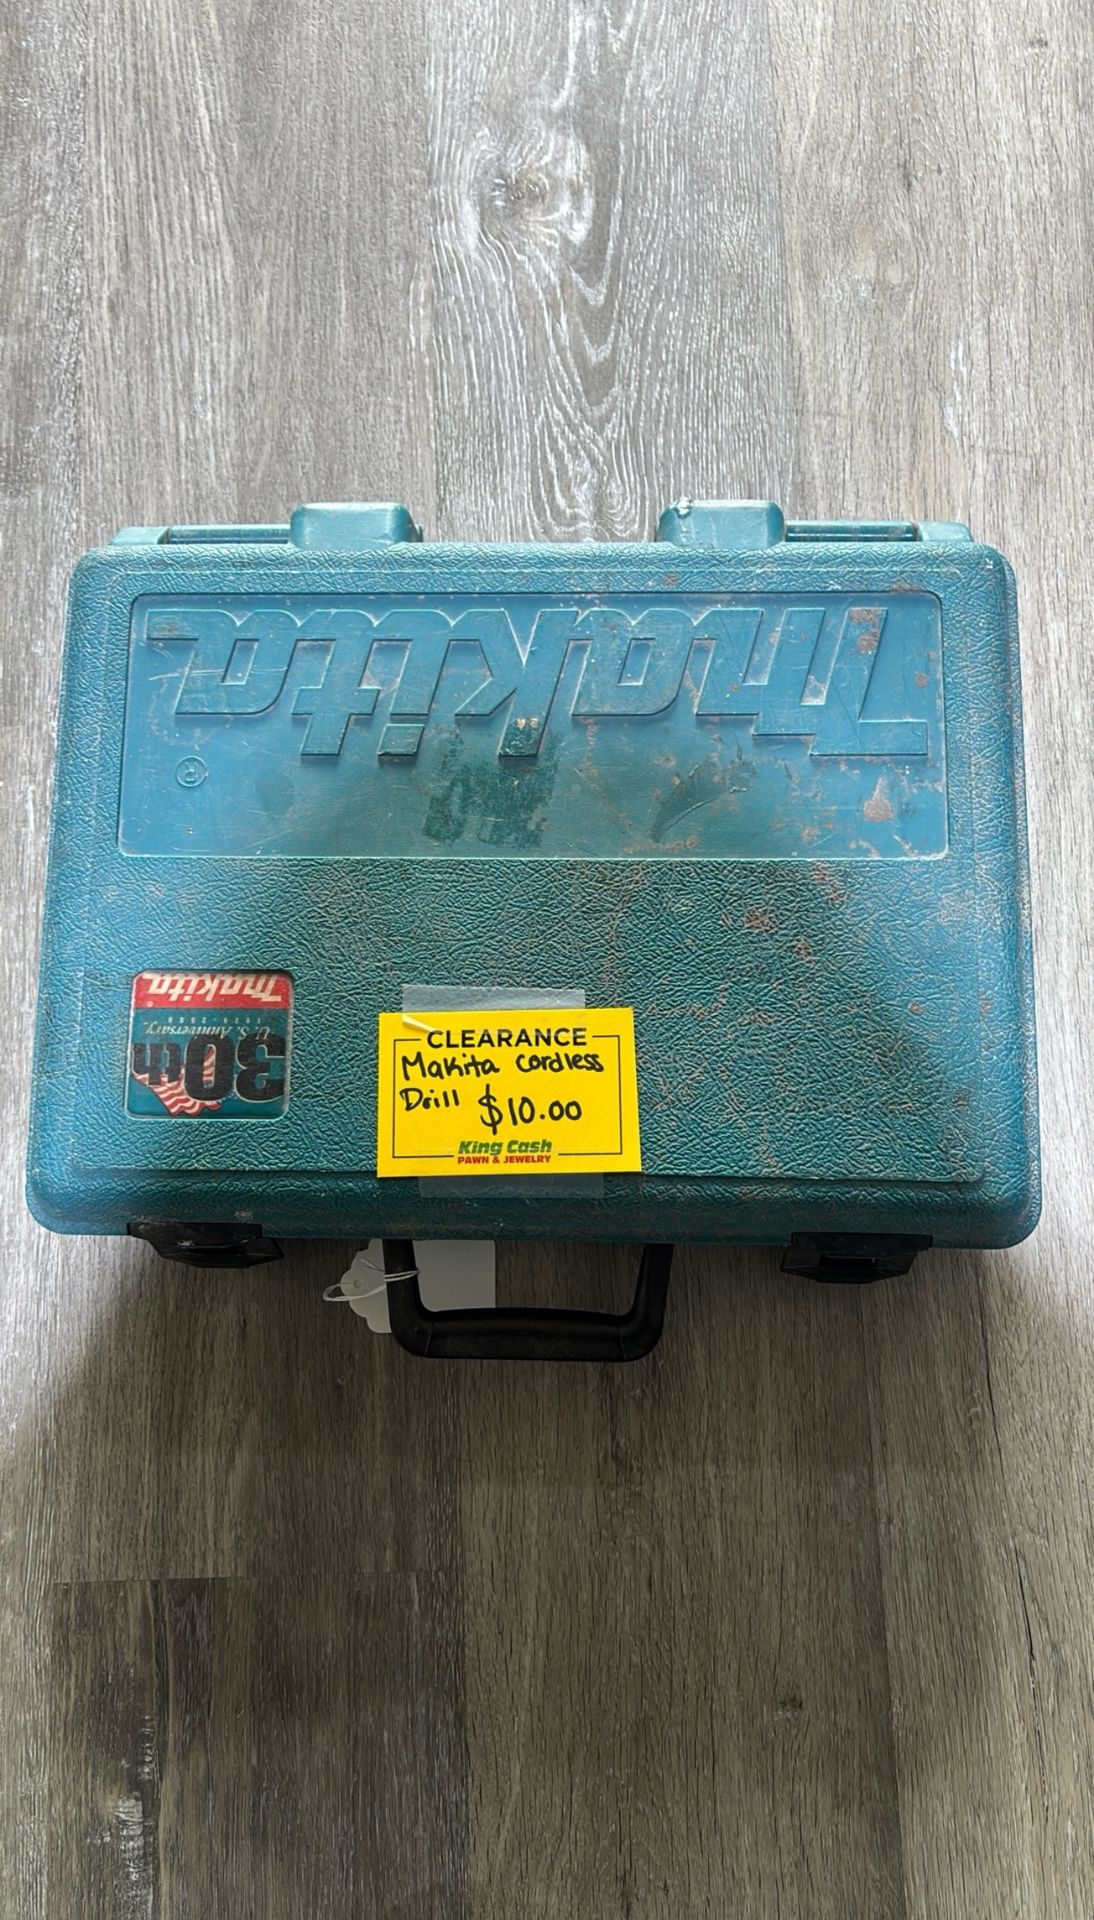 Makita
®
makita
U.S. Anniversary
30th
CLEARANCE
Makita Cordless
Drill $10.00
King Cash
PAWN & JEWELRY